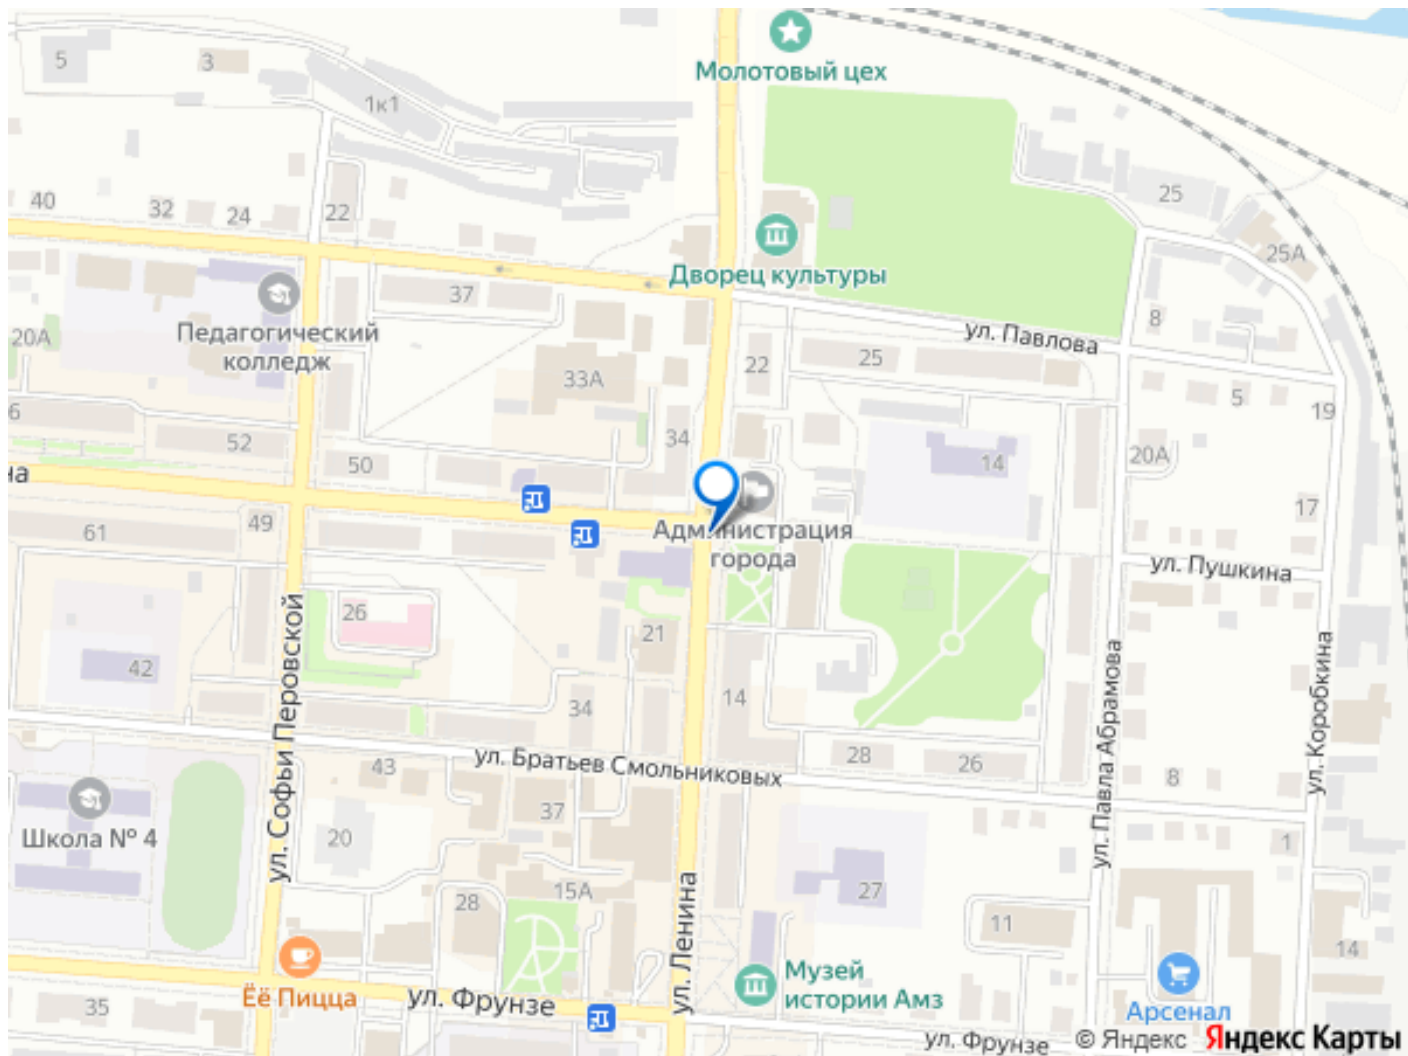 Молотовый цех
5
3
1к1
25
40
32
24
22
25А
Дворец культуры
37
Педагогический
колледж
20А
ул. Павлова
8
22
25
33А
5
19
6
52
34
50
14
20А
на
17
61
49
Администрация
города
ул. Пушкина
26
21
42
ул. Софьи Перовской
14
34
ул. Павла Абрамова
ул. Коробкина
ул. Братьев Смольниковых
28
26
43
8
Школа № 4
37
20
1
15А
27
28
ул. Ленина
11
14
Музей
истории Амз
Ёё Пицца
ул. Фрунзе
35
Арсенал
ул. Фрунзе
© Яндекс Яндекс Карты